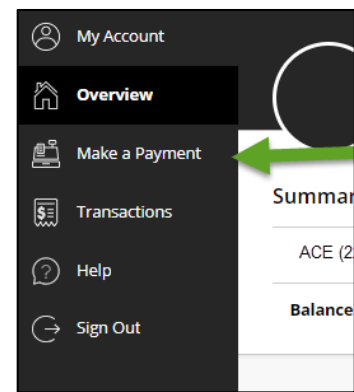 My Account
Overview
Make a Payment
Transactions
Help
Sign Out
Summar
ACE (2
Balance